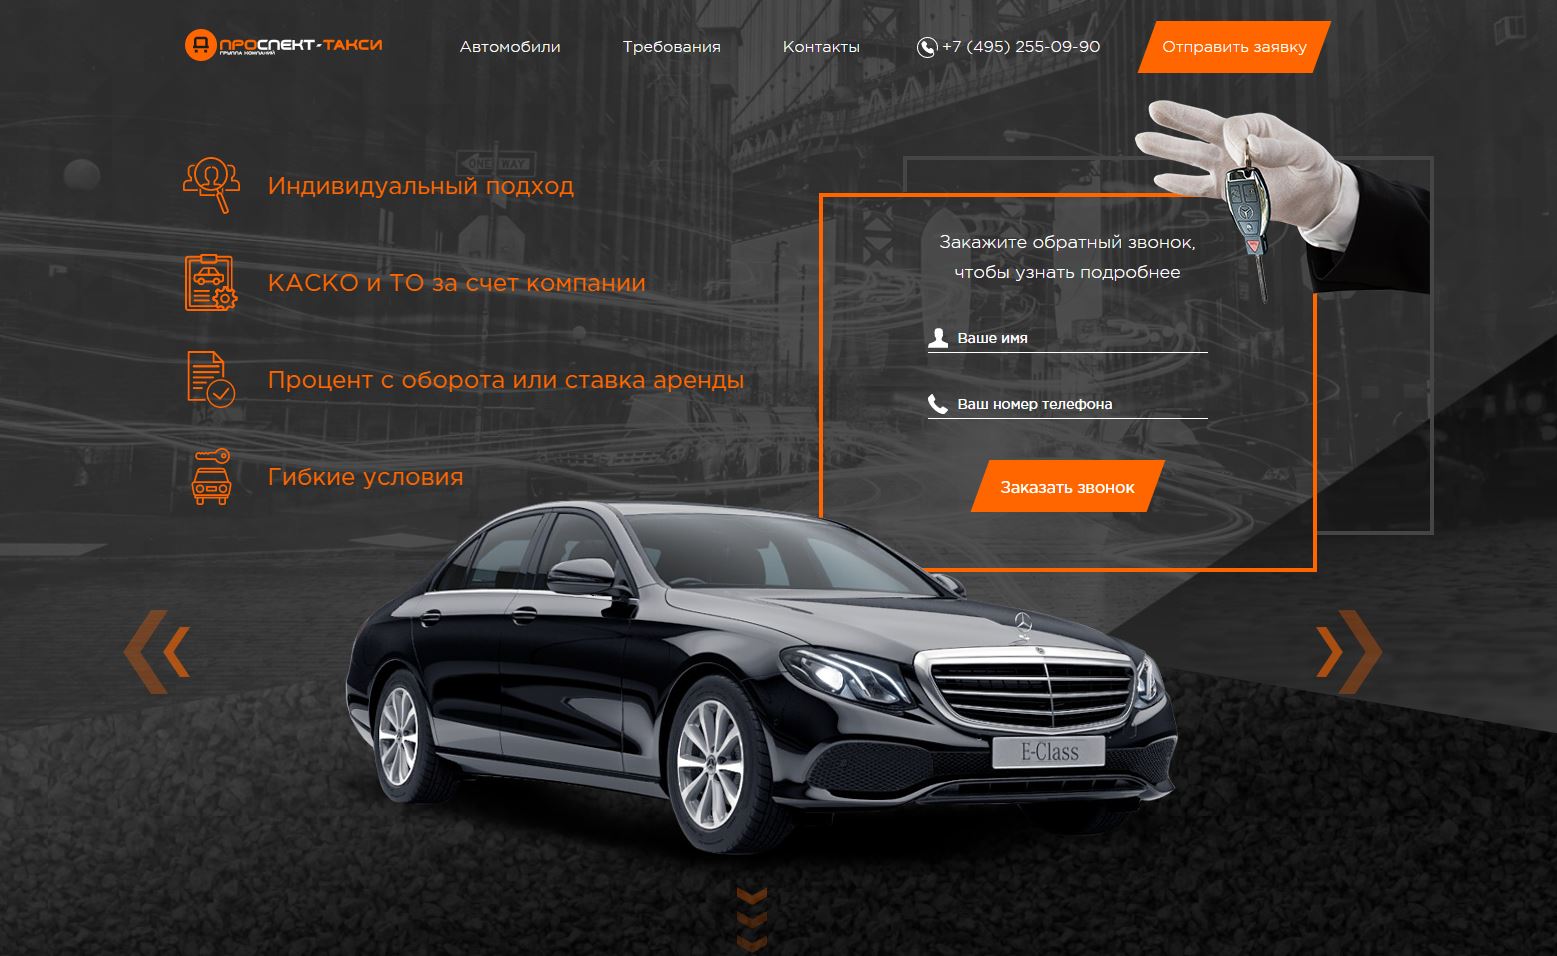 ПРОСПЕКТ-ТАКСИ
ГРУППА КОМПАНИЙ
Автомобили
Требования
Контакты
+7 (495) 255-09-90
Отправить заявку
ONE WAY
Индивидуальный подход
КАСКО и ТО за счет компании
Процент с оборота или ставка аренды
Гибкие условия
Закажите обратный звонок,
чтобы узнать подробнее
Ваше имя
Ваш номер телефона
Заказать звонок
E-Class